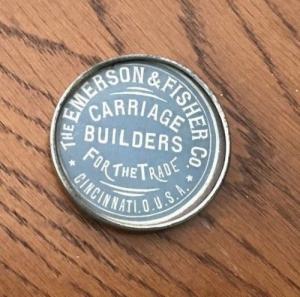 THE EMERSON & FISHER CO.
CARRIAGE
BUILDERS
FOR THE TRADE
★ CINCINNATI, O. U.S.A. ★